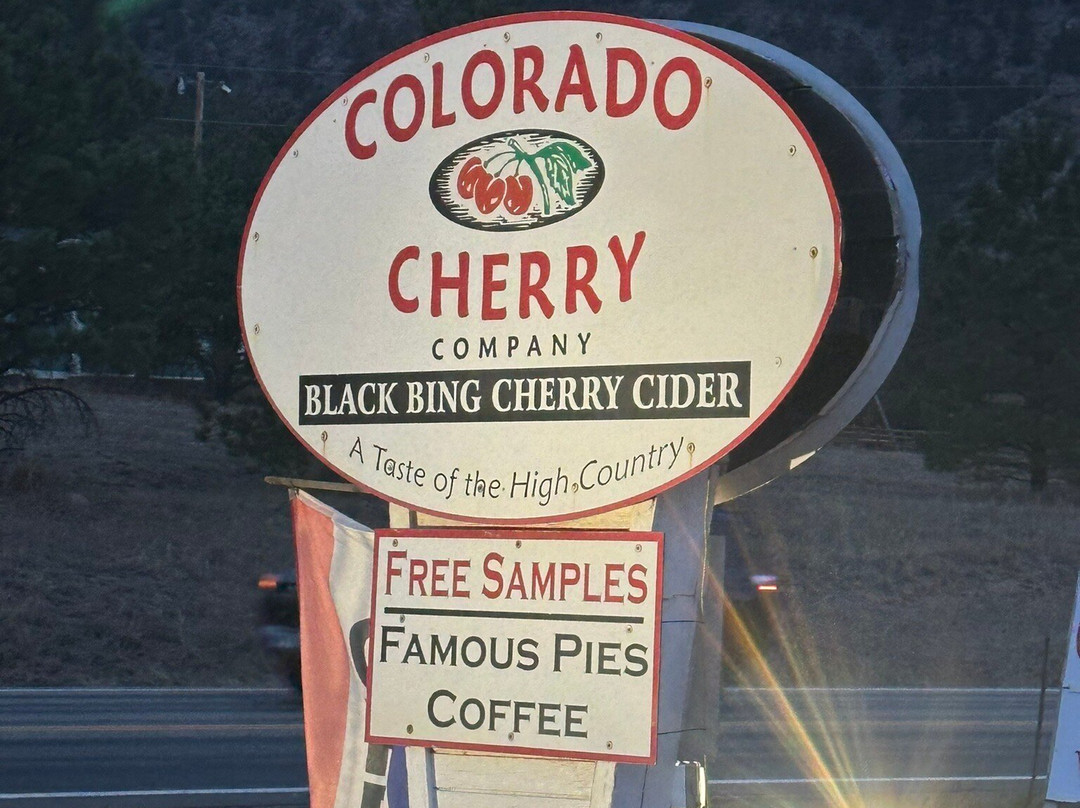 COLORADO
CHERRY
COMPANY
BLACK BING CHERRY CIDER
A Taste of the High Country
FREE SAMPLES
FAMOUS PIES
COFFEE